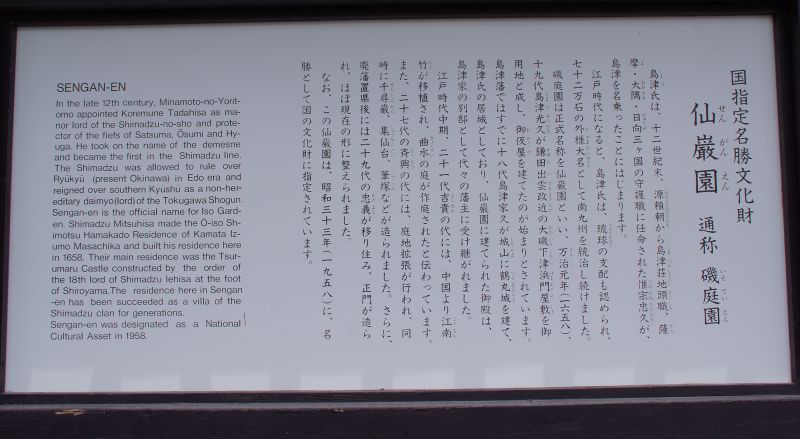 国指定名勝文化財
仙巌園 通称 磯庭園
せん がん えん
いそ てい えん
島津氏は、十二世紀末、源頼朝から島津荘地頭職、薩
摩・大隅・日向三ヶ国の守護職に任命された惟宗忠久が、
島津を名乗ったことにはじまります。
江戸時代になると、島津氏は、琉球の支配も認められ、
七十二万石の外様大名として南九州を統治し続けました。
磯庭園は正式名称を仙巌園といい、万治元年(一六五八)、
十九代島津光久が鎌田出雲政近の大磯下津浜門屋敷を御
用地と成し、御仮屋を建てたのが始まりとされています。
島津藩ではすでに十八代島津家久が城山に鶴丸城を建て、
島津氏の居城としており、仙巌園に建てられた御殿は、
島津家の別邸として代々の藩主に受け継がれました。
江戸時代中期、二十一代吉貴の代には、中国より江南
竹が移植され、曲水の庭が作庭されたと伝わっています。
また、二十七代の斉興の代には、庭地拡張が行われ、同
時に千尋巌、集仙台、筆塚などが造られました。さらに、
廃藩置県後には二十九代の忠義が移り住み、正門が造ら
れ、ほぼ現在の形に整えられました。
なお、この仙巌園は、昭和三十三年(一九五八)に、名
勝として国の文化財に指定されています。
SENGAN-EN
In the late 12th century, Minamoto-no-Yorit-
omo appointed Koremune Tadahisa as ma-
nor lord of the Shimadzu-no-sho and prote-
ctor of the fiefs of Satsuma, Ōsumi and Hy-
uga. He took on the name of the demesne
and became the first in the Shimadzu line.
The Shimadzu was allowed to rule over
Ryūkyū (present Okinawa) in Edo era and
reigned over southern Kyūshū as a non-her-
editary daimyo(lord) of the Tokugawa Shogun.
Sengan-en is the official name for Iso Gard-
en. Shimadzu Mitsuhisa made the Ō-iso Sh-
imotsu Hamakado Residence of Kamata Iz-
umo Masachika and built his residence here
in 1658. Their main residence was the Tsur-
umaru Castle constructed by the order of
the 18th lord of Shimadzu Iehisa at the foot
of Shiroyama.The residence here in Sengan
-en has been succeeded as a villa of the
Shimadzu clan for generations.
Sengan-en was designated as a National
Cultural Asset in 1958.